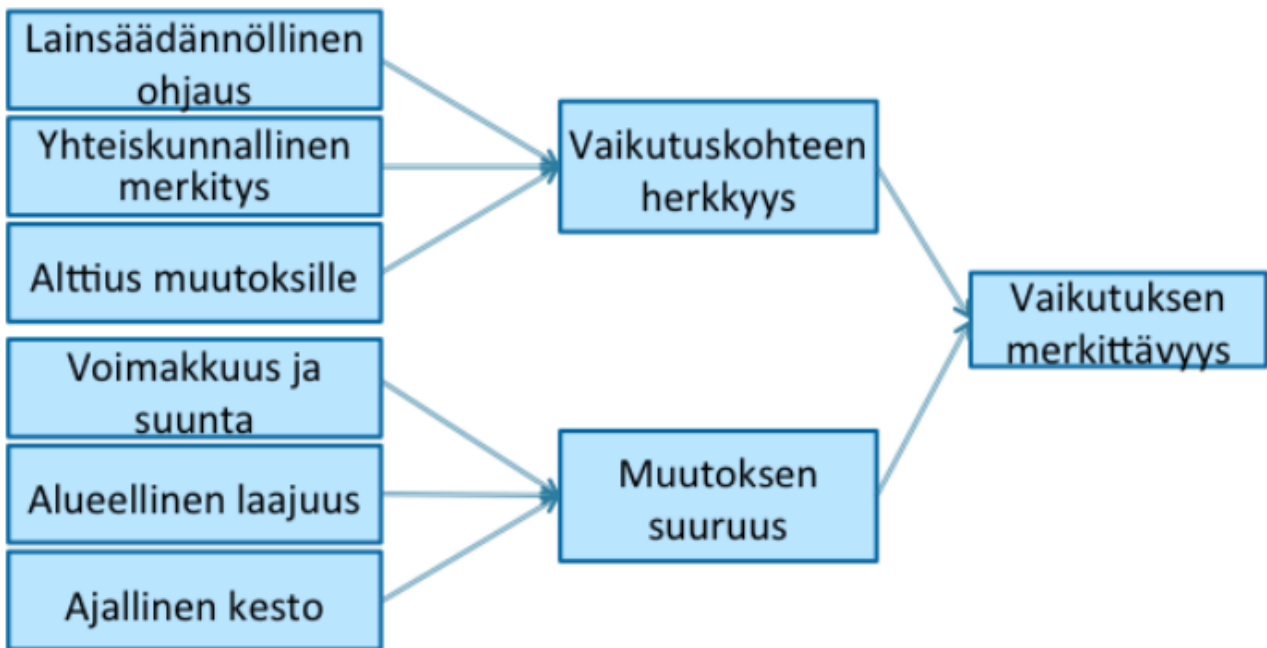 Lainsäädännöllinen
ohjaus
Yhteiskunnallinen
merkitys
Alttius muutoksille
Voimakkuus ja
suunta
Alueellinen laajuus
Ajallinen kesto
Vaikutuskohteen
herkkyys
Muutoksen
suuruus
Vaikutuksen
merkittävyys